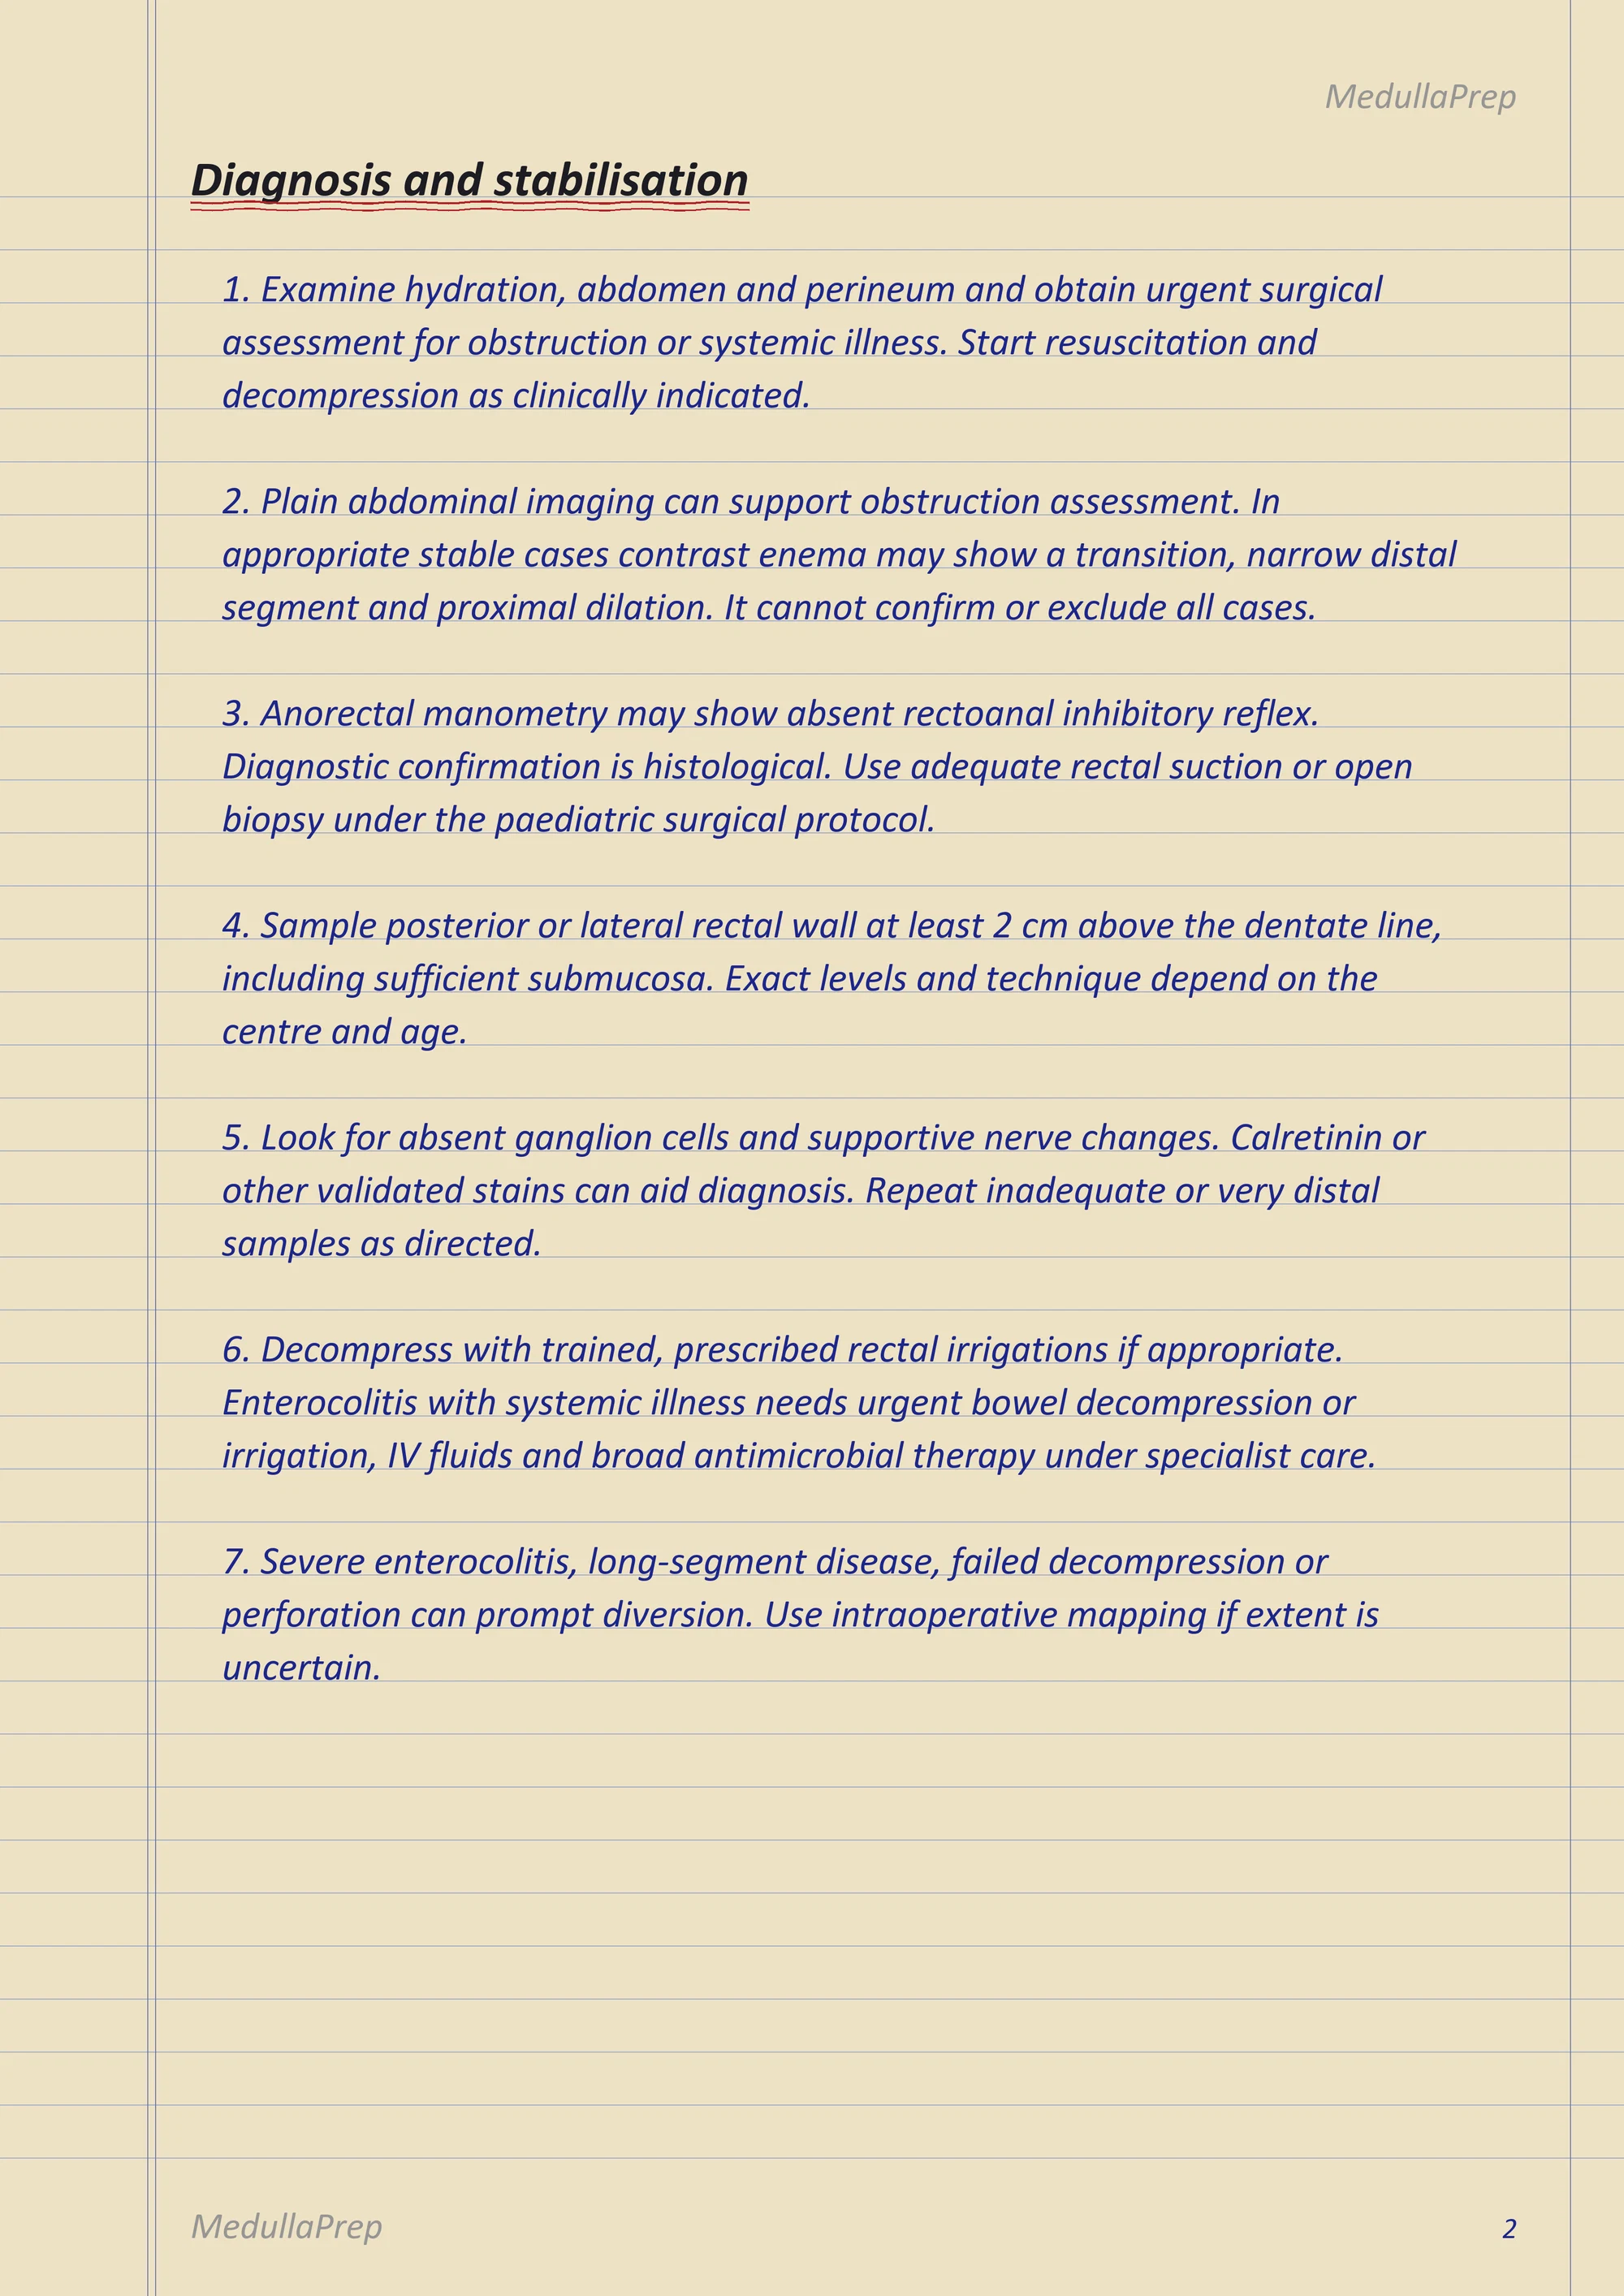 MedullaPrep
Diagnosis and stabilisation
1. Examine hydration, abdomen and perineum and obtain urgent surgical
assessment for obstruction or systemic illness. Start resuscitation and
decompression as clinically indicated.
2. Plain abdominal imaging can support obstruction assessment. In
appropriate stable cases contrast enema may show a transition, narrow distal
segment and proximal dilation. It cannot confirm or exclude all cases.
3. Anorectal manometry may show absent rectoanal inhibitory reflex.
Diagnostic confirmation is histological. Use adequate rectal suction or open
biopsy under the paediatric surgical protocol.
4. Sample posterior or lateral rectal wall at least 2 cm above the dentate line,
including sufficient submucosa. Exact levels and technique depend on the
centre and age.
5. Look for absent ganglion cells and supportive nerve changes. Calretinin or
other validated stains can aid diagnosis. Repeat inadequate or very distal
samples as directed.
6. Decompress with trained, prescribed rectal irrigations if appropriate.
Enterocolitis with systemic illness needs urgent bowel decompression or
irrigation, IV fluids and broad antimicrobial therapy under specialist care.
7. Severe enterocolitis, long-segment disease, failed decompression or
perforation can prompt diversion. Use intraoperative mapping if extent is
uncertain.
MedullaPrep
2